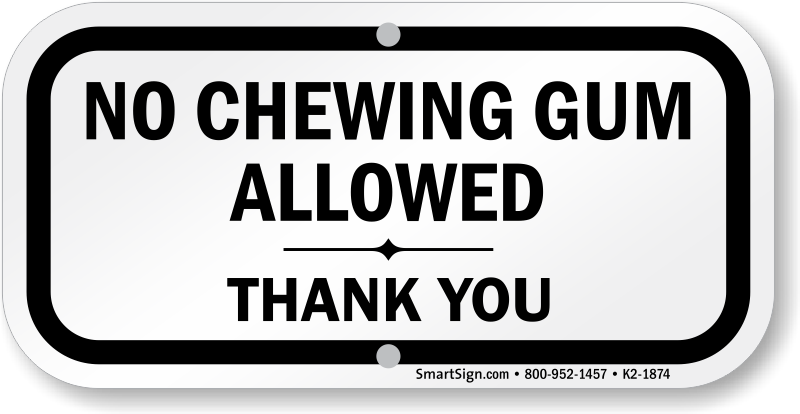 NO CHEWING GUM
ALLOWED
THANK YOU
SmartSign.com • 800-952-1457 • K2-1874